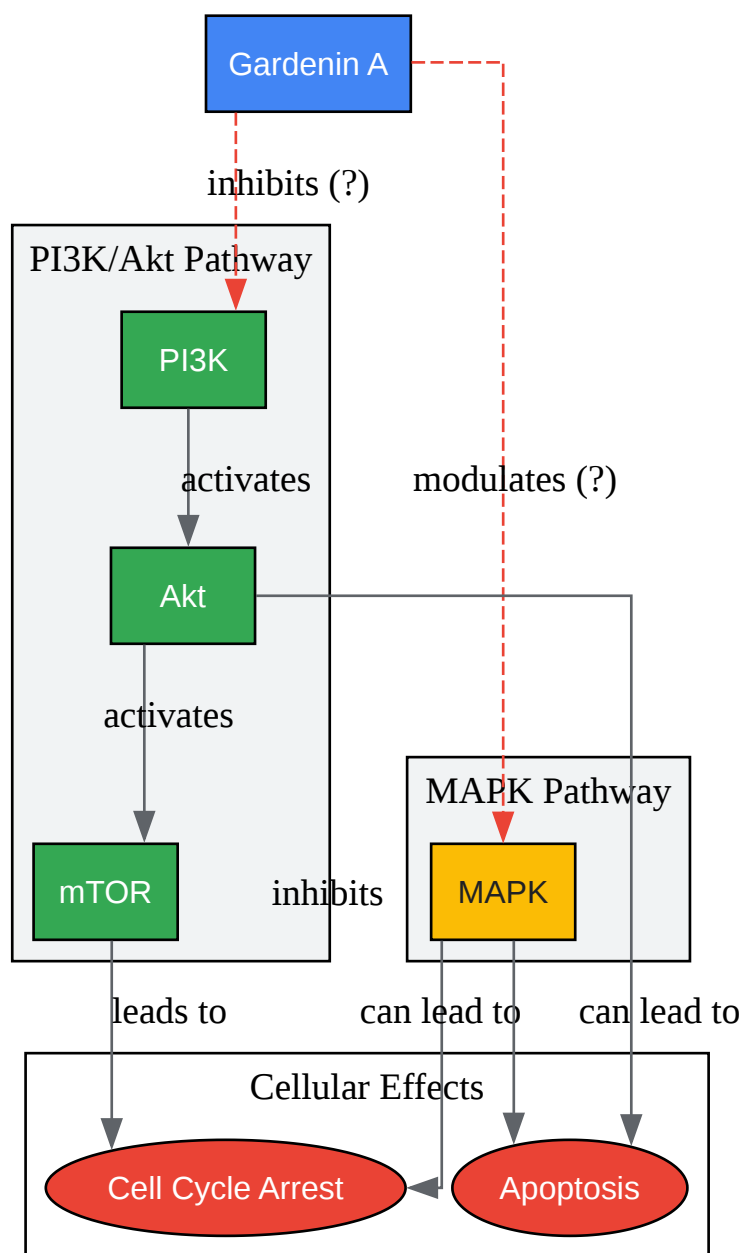 Gardenin A
inhibits (?)
PI3K/Akt Pathway
PI3K
activates
modulates (?)
Akt
activates
MAPK Pathway
mTOR
inhibits
MAPK
leads to
can lead to
can lead to
Cellular Effects
Cell Cycle Arrest
Apoptosis